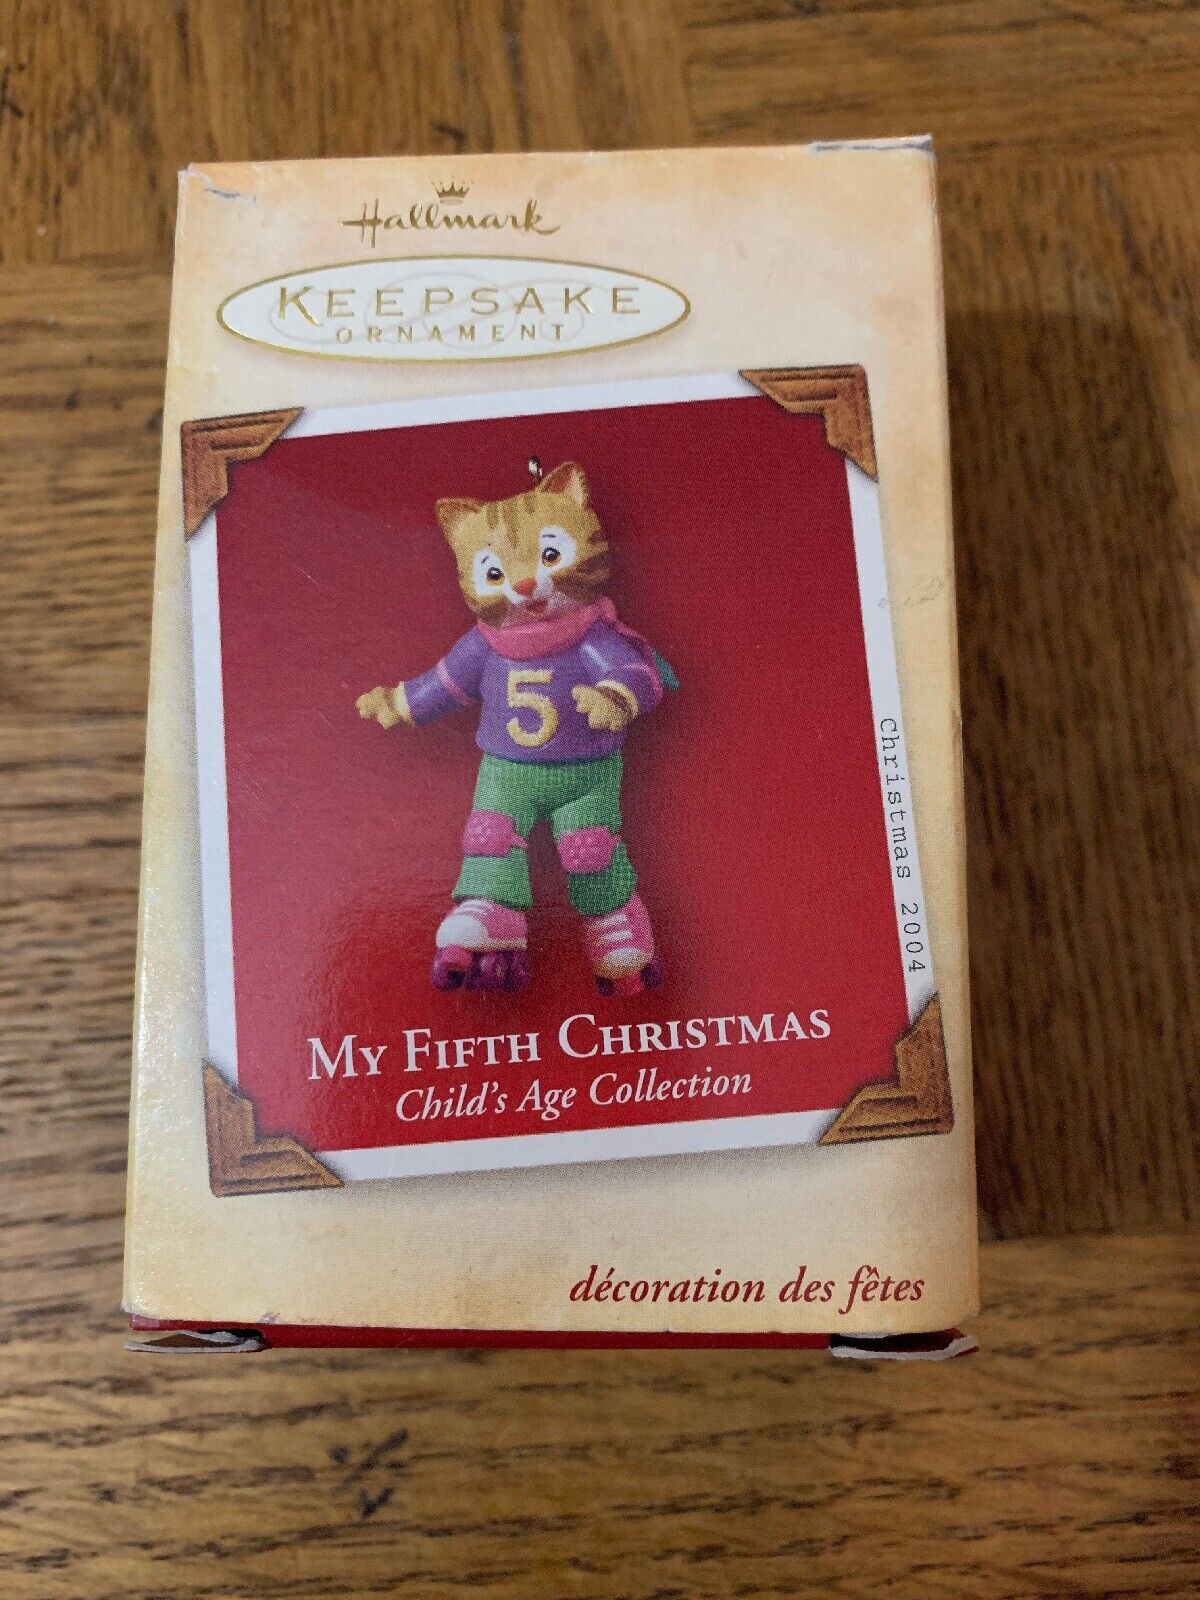 Hallmark
KEEPSAKE
ORNAMENT
5
Christmas 2004
MY FIFTH CHRISTMAS
Child's Age Collection
décoration des fêtes